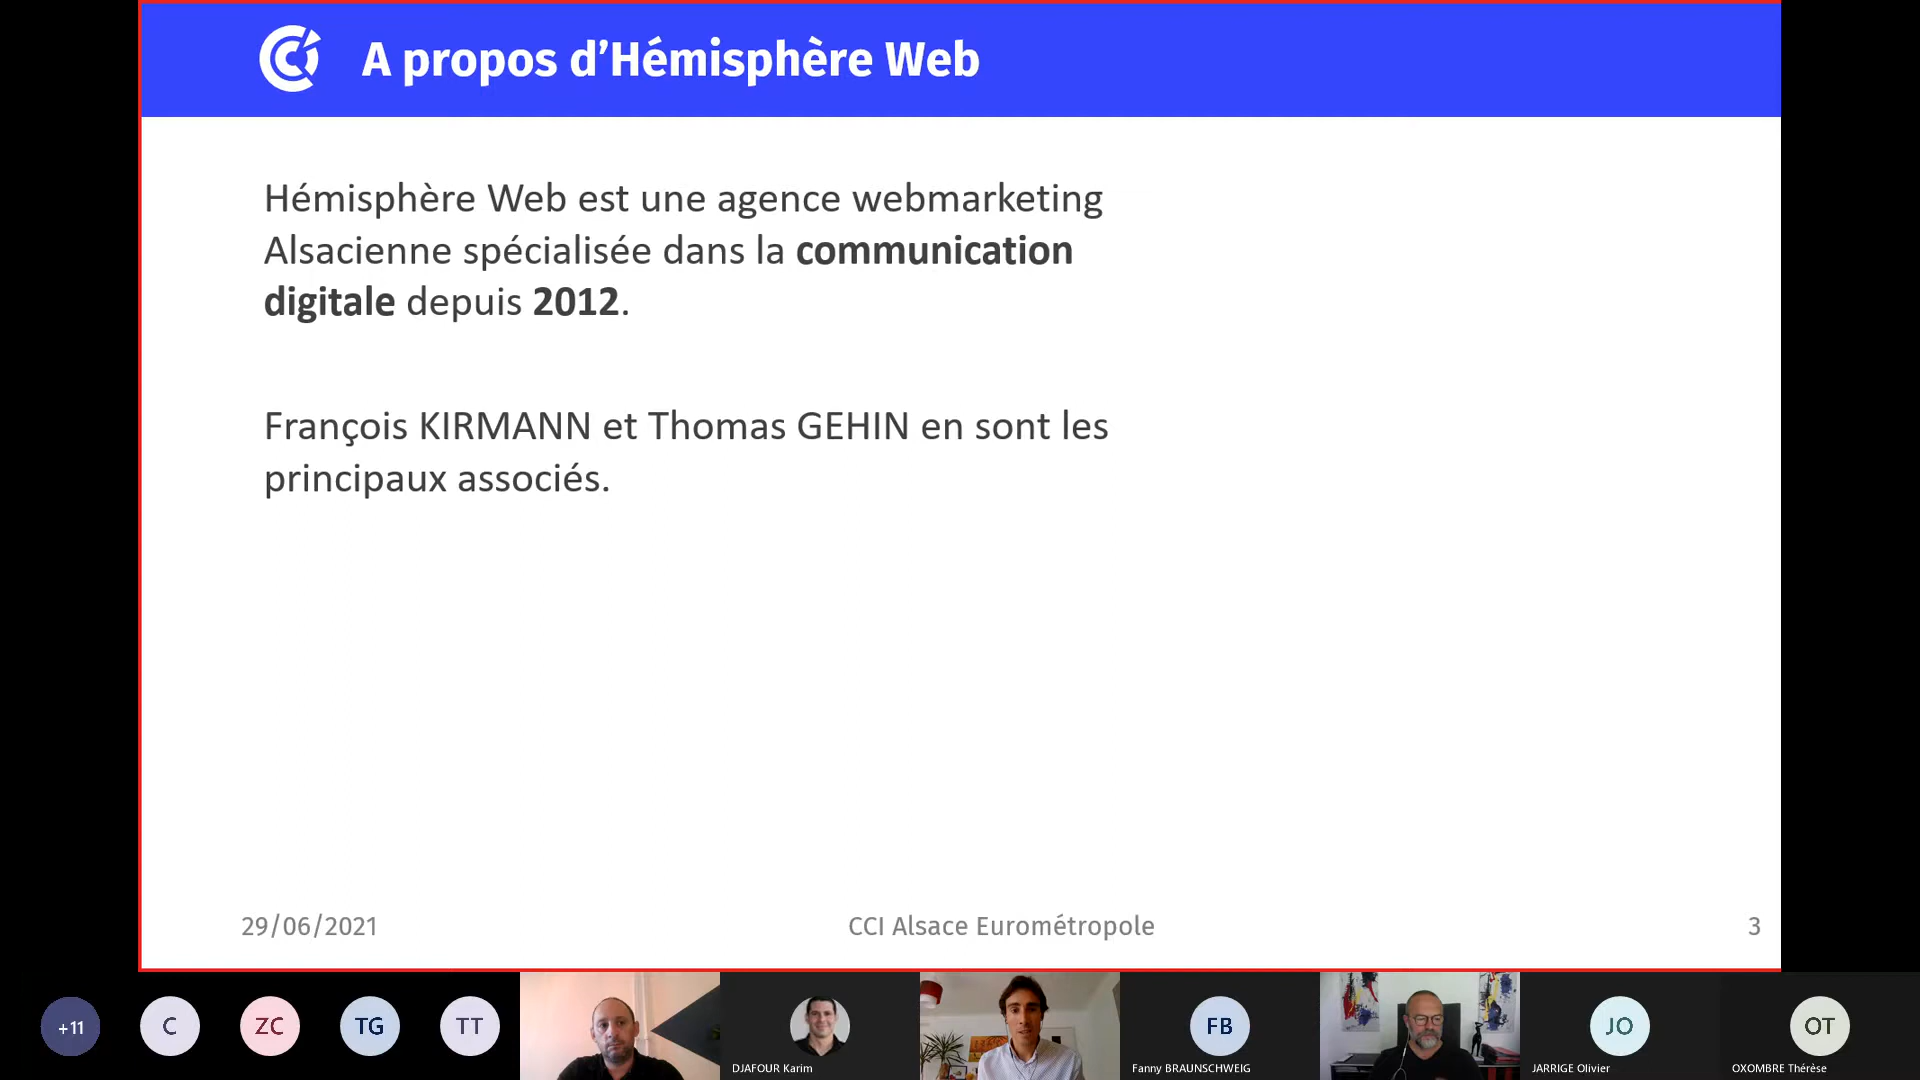 A propos d’Hémisphère Web
Hémisphère Web est une agence webmarketing
Alsacienne spécialisée dans la communication
digitale depuis 2012.
François KIRMANN et Thomas GEHIN en sont les
principaux associés.
29/06/2021
CCI Alsace Eurométropole
3
+11
C
ZC
TG
TT
DJAFOUR Karim
FB
Fanny BRAUNSCHWEIG
JO
JARRIGE Olivier
OT
OXOMBRE Thérèse